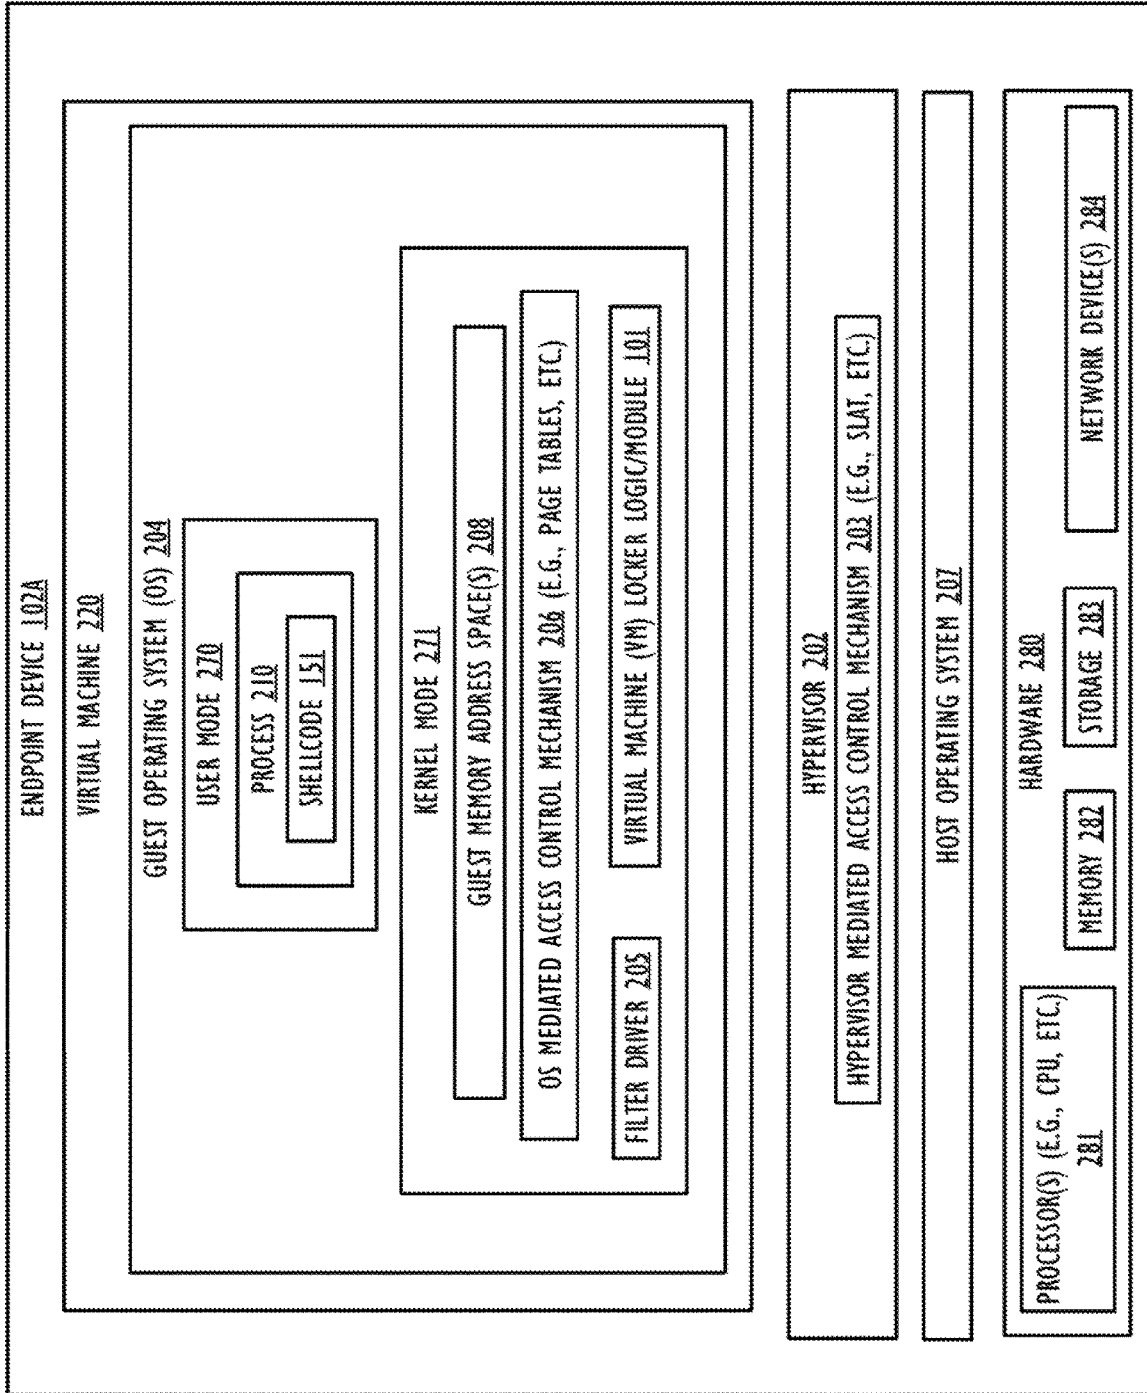 ENDPOINT DEVICE 102A
VIRTUAL MACHINE 220
GUEST OPERATING SYSTEM (OS) 204
USER MODE 270
PROCESS 210
SHELLCODE 151
KERNEL MODE 271
GUEST MEMORY ADDRESS SPACE(S) 208
OS MEDIATED ACCESS CONTROL MECHANISM 206 (E.G., PAGE TABLES, ETC.)
FILTER DRIVER 205
VIRTUAL MACHINE (VM) LOCKER LOGIC/MODULE 101
HYPERVISOR 202
HYPERVISOR MEDIATED ACCESS CONTROL MECHANISM 203 (E.G., SLAT, ETC.)
HOST OPERATING SYSTEM 207
HARDWARE 280
PROCESSOR(S) (E.G., CPU, ETC.)
281
MEMORY 282
STORAGE 283
NETWORK DEVICE(S) 284